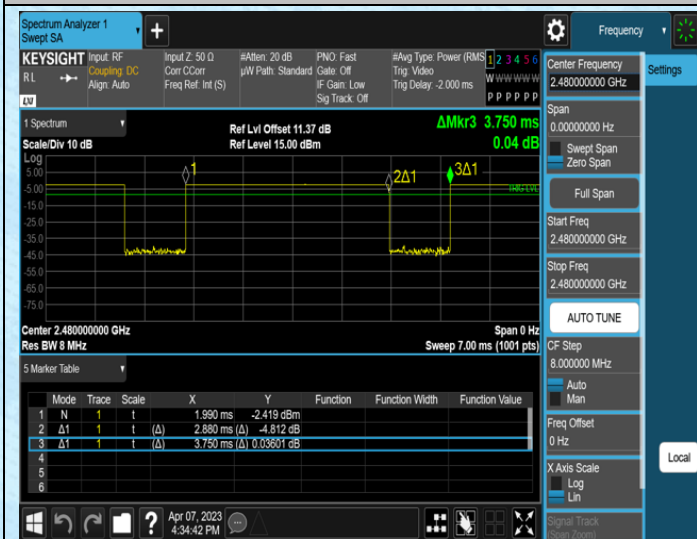 Spectrum Analyzer 1
Swept SA
+
Frequency
KEYSIGHT
RL
LXI
Input: RF
Coupling: DC
Align: Auto
Input Z: 50 Ω
Corr CCorr
Freq Ref: Int (S)
#Atten: 20 dB
µW Path: Standard
PNO: Fast
Gate: Off
IF Gain: Low
Sig Track: Off
#Avg Type: Power (RMS
Trig: Video
Trig Delay: -2.000 ms
1 2 3 4 5 6
W W W W W W
P P P P P P
1 Spectrum
Scale/Div 10 dB
Ref Lvl Offset 11.37 dB
Ref Level 15.00 dBm
ΔMkr3 3.750 ms
0.04 dB
Log
5.00
-5.00
-15.0
-25.0
-35.0
-45.0
-55.0
-65.0
-75.0
1
2Δ1
3Δ1
TRIG LVL
Center 2.480000000 GHz
Res BW 8 MHz
Span 0 Hz
Sweep 7.00 ms (1001 pts)
5 Marker Table
Mode Trace Scale X Y Function Function Width Function Value
1 N 1 t 1.990 ms -2.419 dBm
2 Δ1 1 t (Δ) 2.880 ms (Δ) -4.812 dB
3 Δ1 1 t (Δ) 3.750 ms (Δ) 0.03601 dB
4
5
6
?
Apr 07, 2023
4:34:42 PM
Center Frequency
2.480000000 GHz
Span
0.00000000 Hz
Swept Span
Zero Span
Full Span
Start Freq
2.480000000 GHz
Stop Freq
2.480000000 GHz
AUTO TUNE
CF Step
8.000000 MHz
Auto
Man
Freq Offset
0 Hz
X Axis Scale
Log
Lin
Signal Track
(Span Zoom)
Settings
Local